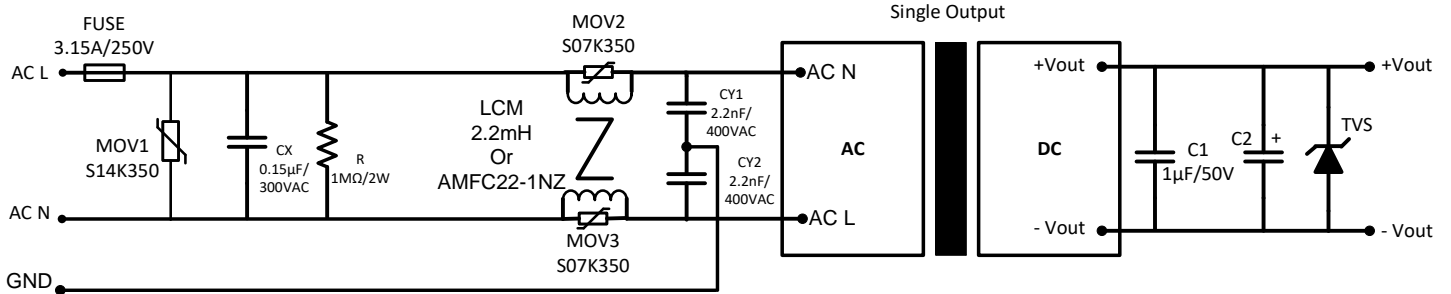 Single Output
FUSE
3.15A/250V
MOV2
S07K350
AC L
AC N
+Vout
+Vout
CY1
2.2nF/
400VAC
LCM
2.2mH
Or
AMFC22-1NZ
MOV1
S14K350
CX
0.15µF/
300VAC
R
1MΩ/2W
CY2
2.2nF/
400VAC
AC
DC
C1
1µF/50V
C2
+
TVS
AC N
AC L
- Vout
- Vout
MOV3
S07K350
GND